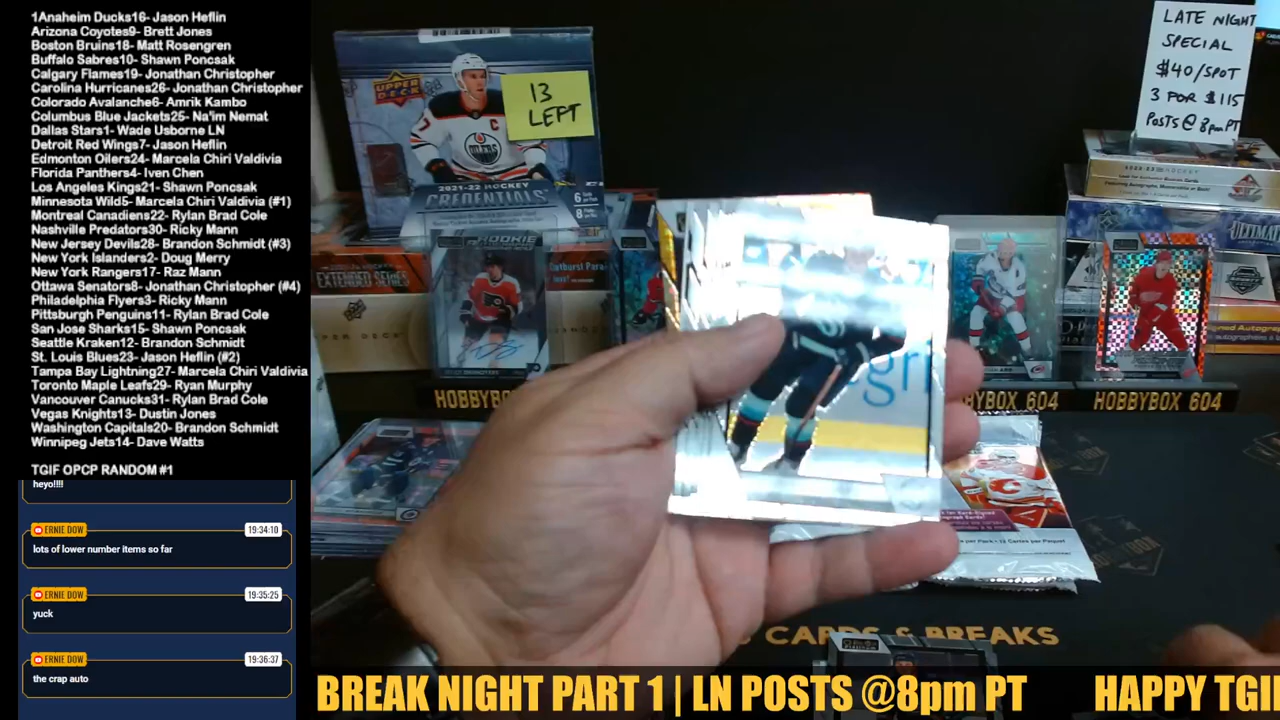 1Anaheim Ducks16- Jason Heflin
Arizona Coyotes9- Brett Jones
Boston Bruins18- Matt Rosengren
Buffalo Sabres10- Shawn Poncsak
Calgary Flames19- Jonathan Christopher
Carolina Hurricanes26- Jonathan Christopher
Colorado Avalanche6- Amrik Kambo
Columbus Blue Jackets25- Na'im Nemat
Dallas Stars1- Wade Usborne LN
Detroit Red Wings7- Jason Heflin
Edmonton Oilers24- Marcela Chiri Valdivia
Florida Panthers4- Iven Chen
Los Angeles Kings21- Shawn Poncsak
Minnesota Wild5- Marcela Chiri Valdivia (#1)
Montreal Canadiens22- Rylan Brad Cole
Nashville Predators30- Ricky Mann
New Jersey Devils28- Brandon Schmidt (#3)
New York Islanders2- Doug Merry
New York Rangers17- Raz Mann
Ottawa Senators8- Jonathan Christopher (#4)
Philadelphia Flyers3- Ricky Mann
Pittsburgh Penguins11- Rylan Brad Cole
San Jose Sharks15- Shawn Poncsak
Seattle Kraken12- Brandon Schmidt
St. Louis Blues23- Jason Heflin (#2)
Tampa Bay Lightning27- Marcela Chiri Valdivia
Toronto Maple Leafs29- Ryan Murphy
Vancouver Canucks31- Rylan Brad Cole
Vegas Knights13- Dustin Jones
Washington Capitals20- Brandon Schmidt
Winnipeg Jets14- Dave Watts
TGIF OPCP RANDOM #1
heyo!!!!
ERNIE DOW 19:34:10
lots of lower number items so far
ERNIE DOW 19:35:25
yuck
ERNIE DOW 19:36:37
the crap auto
UPPER DECK
13
LEFT
OILERS
2021-22 HOCKEY
CREDENTIALS
6
8
EXTENDED SERIES
ROOKIE
LATE NIGHT
SPECIAL
$40/SPOT
3 FOR $115
POSTS @ 8pm PT
ULTIMATE
HOBBYBOX 604
HOBBYBOX 604
CARDS & BREAKS
BREAK NIGHT PART 1 | LN POSTS @8pm PT
HAPPY TGIF